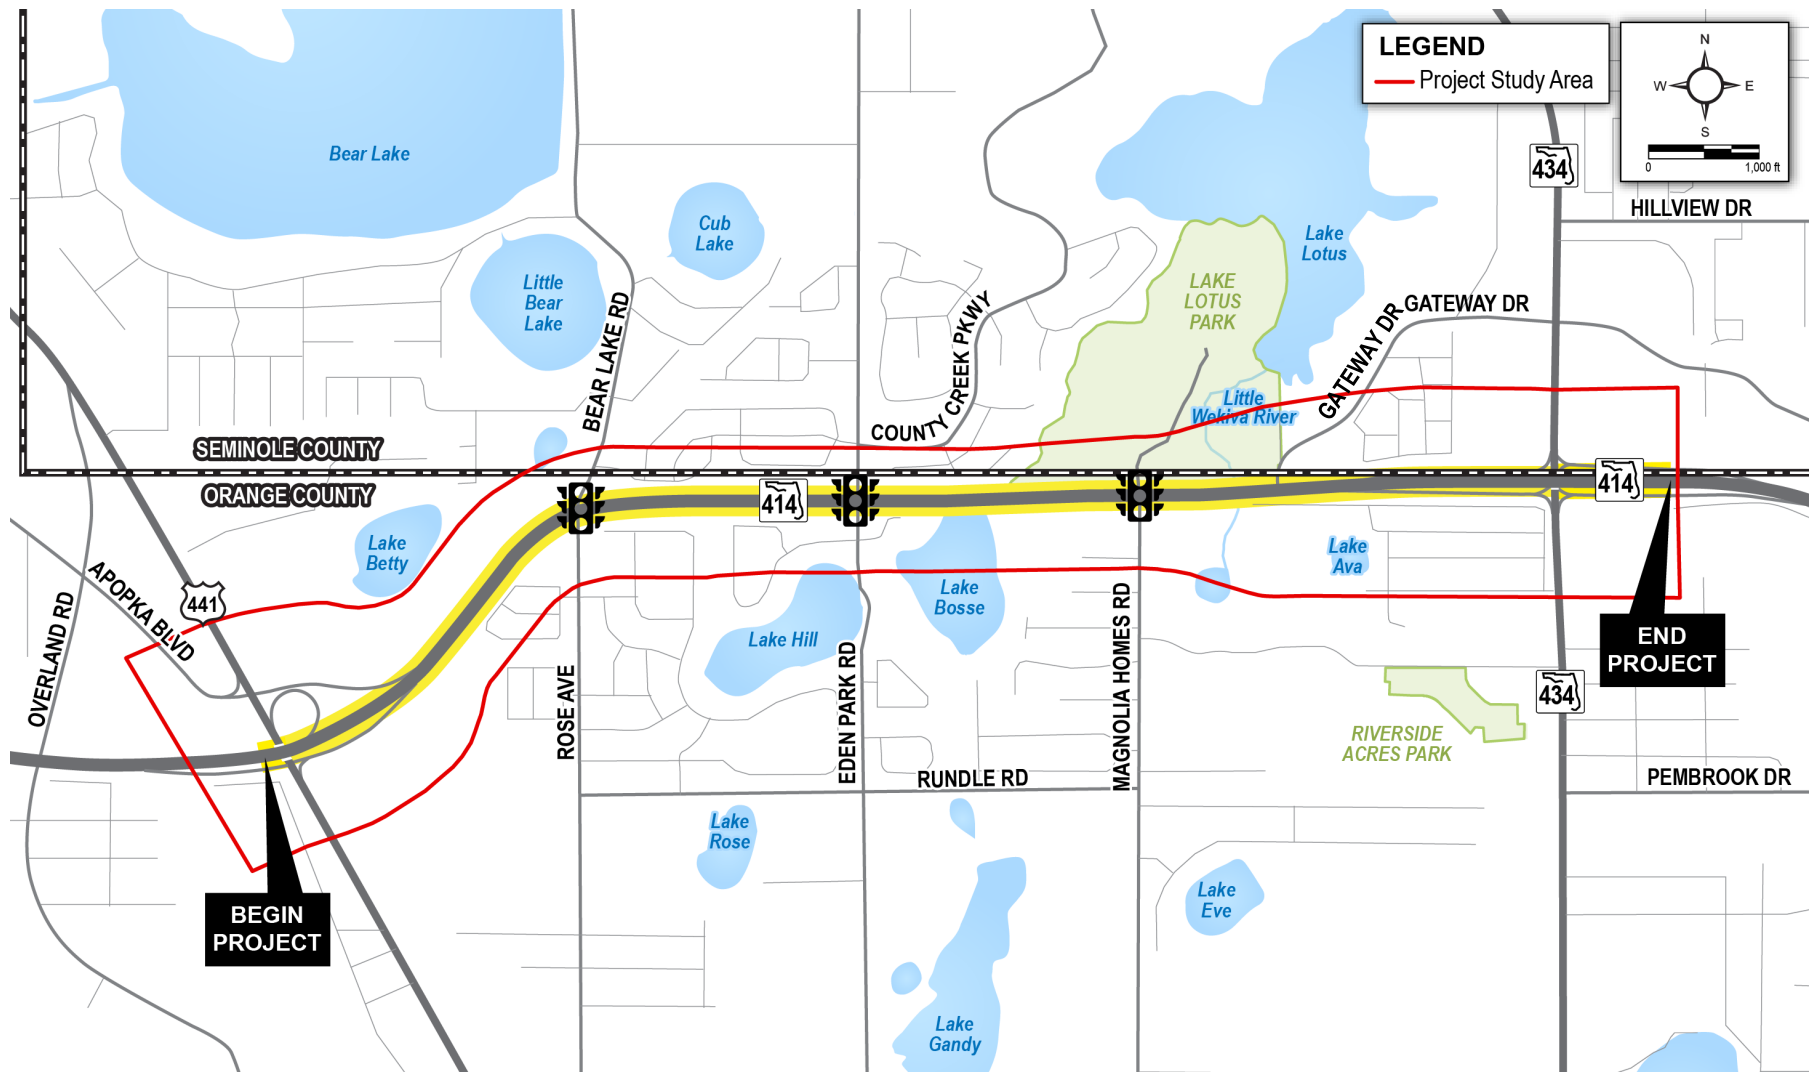 LEGEND
Project Study Area
N
W
E
S
0
1,000 ft
434
HILLVIEW DR
Bear Lake
Cub
Lake
Little
Bear
Lake
BEAR LAKE RD
COUNTY CREEK PKWY
LAKE
LOTUS
PARK
Lake
Lotus
GATEWAY DR
GATEWAY DR
Little
Wekiva River
SEMINOLE COUNTY
ORANGE COUNTY
414
414
Lake
Betty
Lake
Bosse
Lake
Ava
441
APOPKA BLVD
OVERLAND RD
Lake Hill
ROSE AVE
EDEN PARK RD
MAGNOLIA HOMES RD
END
PROJECT
434
RIVERSIDE
ACRES PARK
RUNDLE RD
PEMBROOK DR
Lake
Rose
Lake
Eve
BEGIN
PROJECT
Lake
Gandy